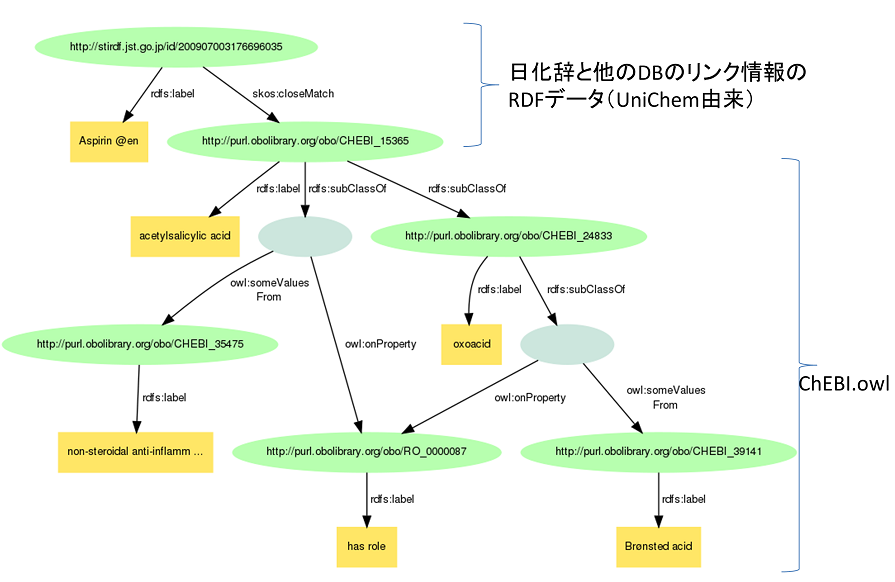 http://stirdf.jst.go.jp/id/200907003176696035
日化辞と他のDBのリンク情報の
RDFデータ（UniChem由来）
rdfs:label
skos:closeMatch
Aspirin @en
http://purl.obolibrary.org/obo/CHEBI_15365
rdfs:label
rdfs:subClassOf
rdfs:subClassOf
acetylsalicylic acid
http://purl.obolibrary.org/obo/CHEBI_24833
owl:someValues
From
rdfs:label
rdfs:subClassOf
http://purl.obolibrary.org/obo/CHEBI_35475
owl:onProperty
oxoacid
ChEBI.owl
rdfs:label
owl:onProperty
owl:someValues
From
non-steroidal anti-inflamm ...
http://purl.obolibrary.org/obo/RO_0000087
http://purl.obolibrary.org/obo/CHEBI_39141
rdfs:label
rdfs:label
has role
Brønsted acid